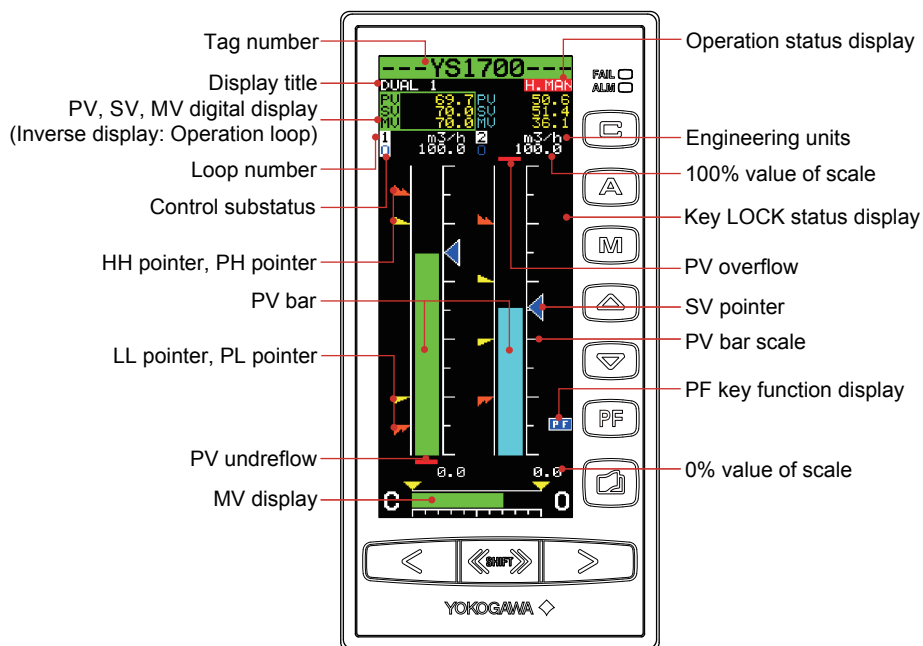 Tag number
Operation status display
---YS1700---
FAIL
ALM
Display title
DUAL 1
H.MAN
PV, SV, MV digital display
(Inverse display: Operation loop)
PV 69.7 PV 50.6
SV 70.0 SV 51.4
MV 70.0 MV 36.1
C
Engineering units
1 m3/h 2 m3/h
Loop number
0 100.0 0 100.0
100% value of scale
A
Control substatus
Key LOCK status display
M
HH pointer, PH pointer
PV overflow
PV bar
SV pointer
PV bar scale
LL pointer, PL pointer
PF key function display
PF
PF
PV undreflow
0.0 0.0
0% value of scale
MV display
C O
< SHIFT >
YOKOGAWA